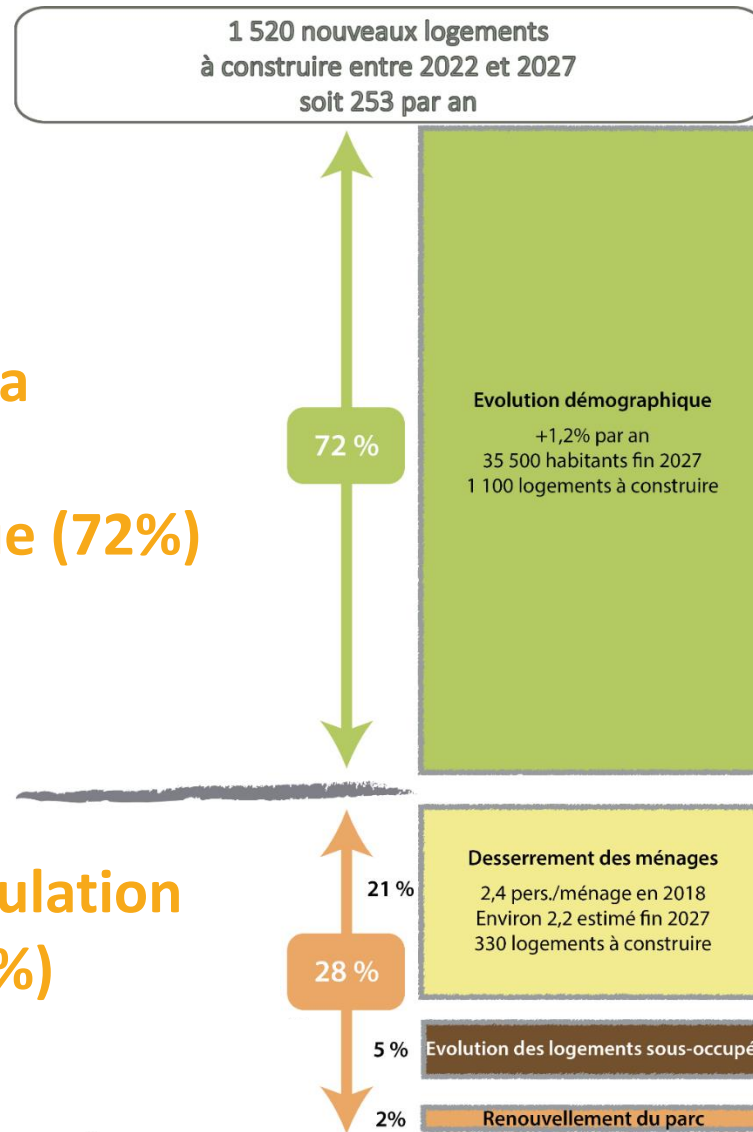 1 520 nouveaux logements
à construire entre 2022 et 2027
soit 253 par an
a
e (72%)
72 %
Evolution démographique
+1,2% par an
35 500 habitants fin 2027
1 100 logements à construire
ulation
%)
21 %
28 %
Desserrement des ménages
2,4 pers./ménage en 2018
Environ 2,2 estimé fin 2027
330 logements à construire
5 %
Evolution des logements sous-occupé
2%
Renouvellement du parc